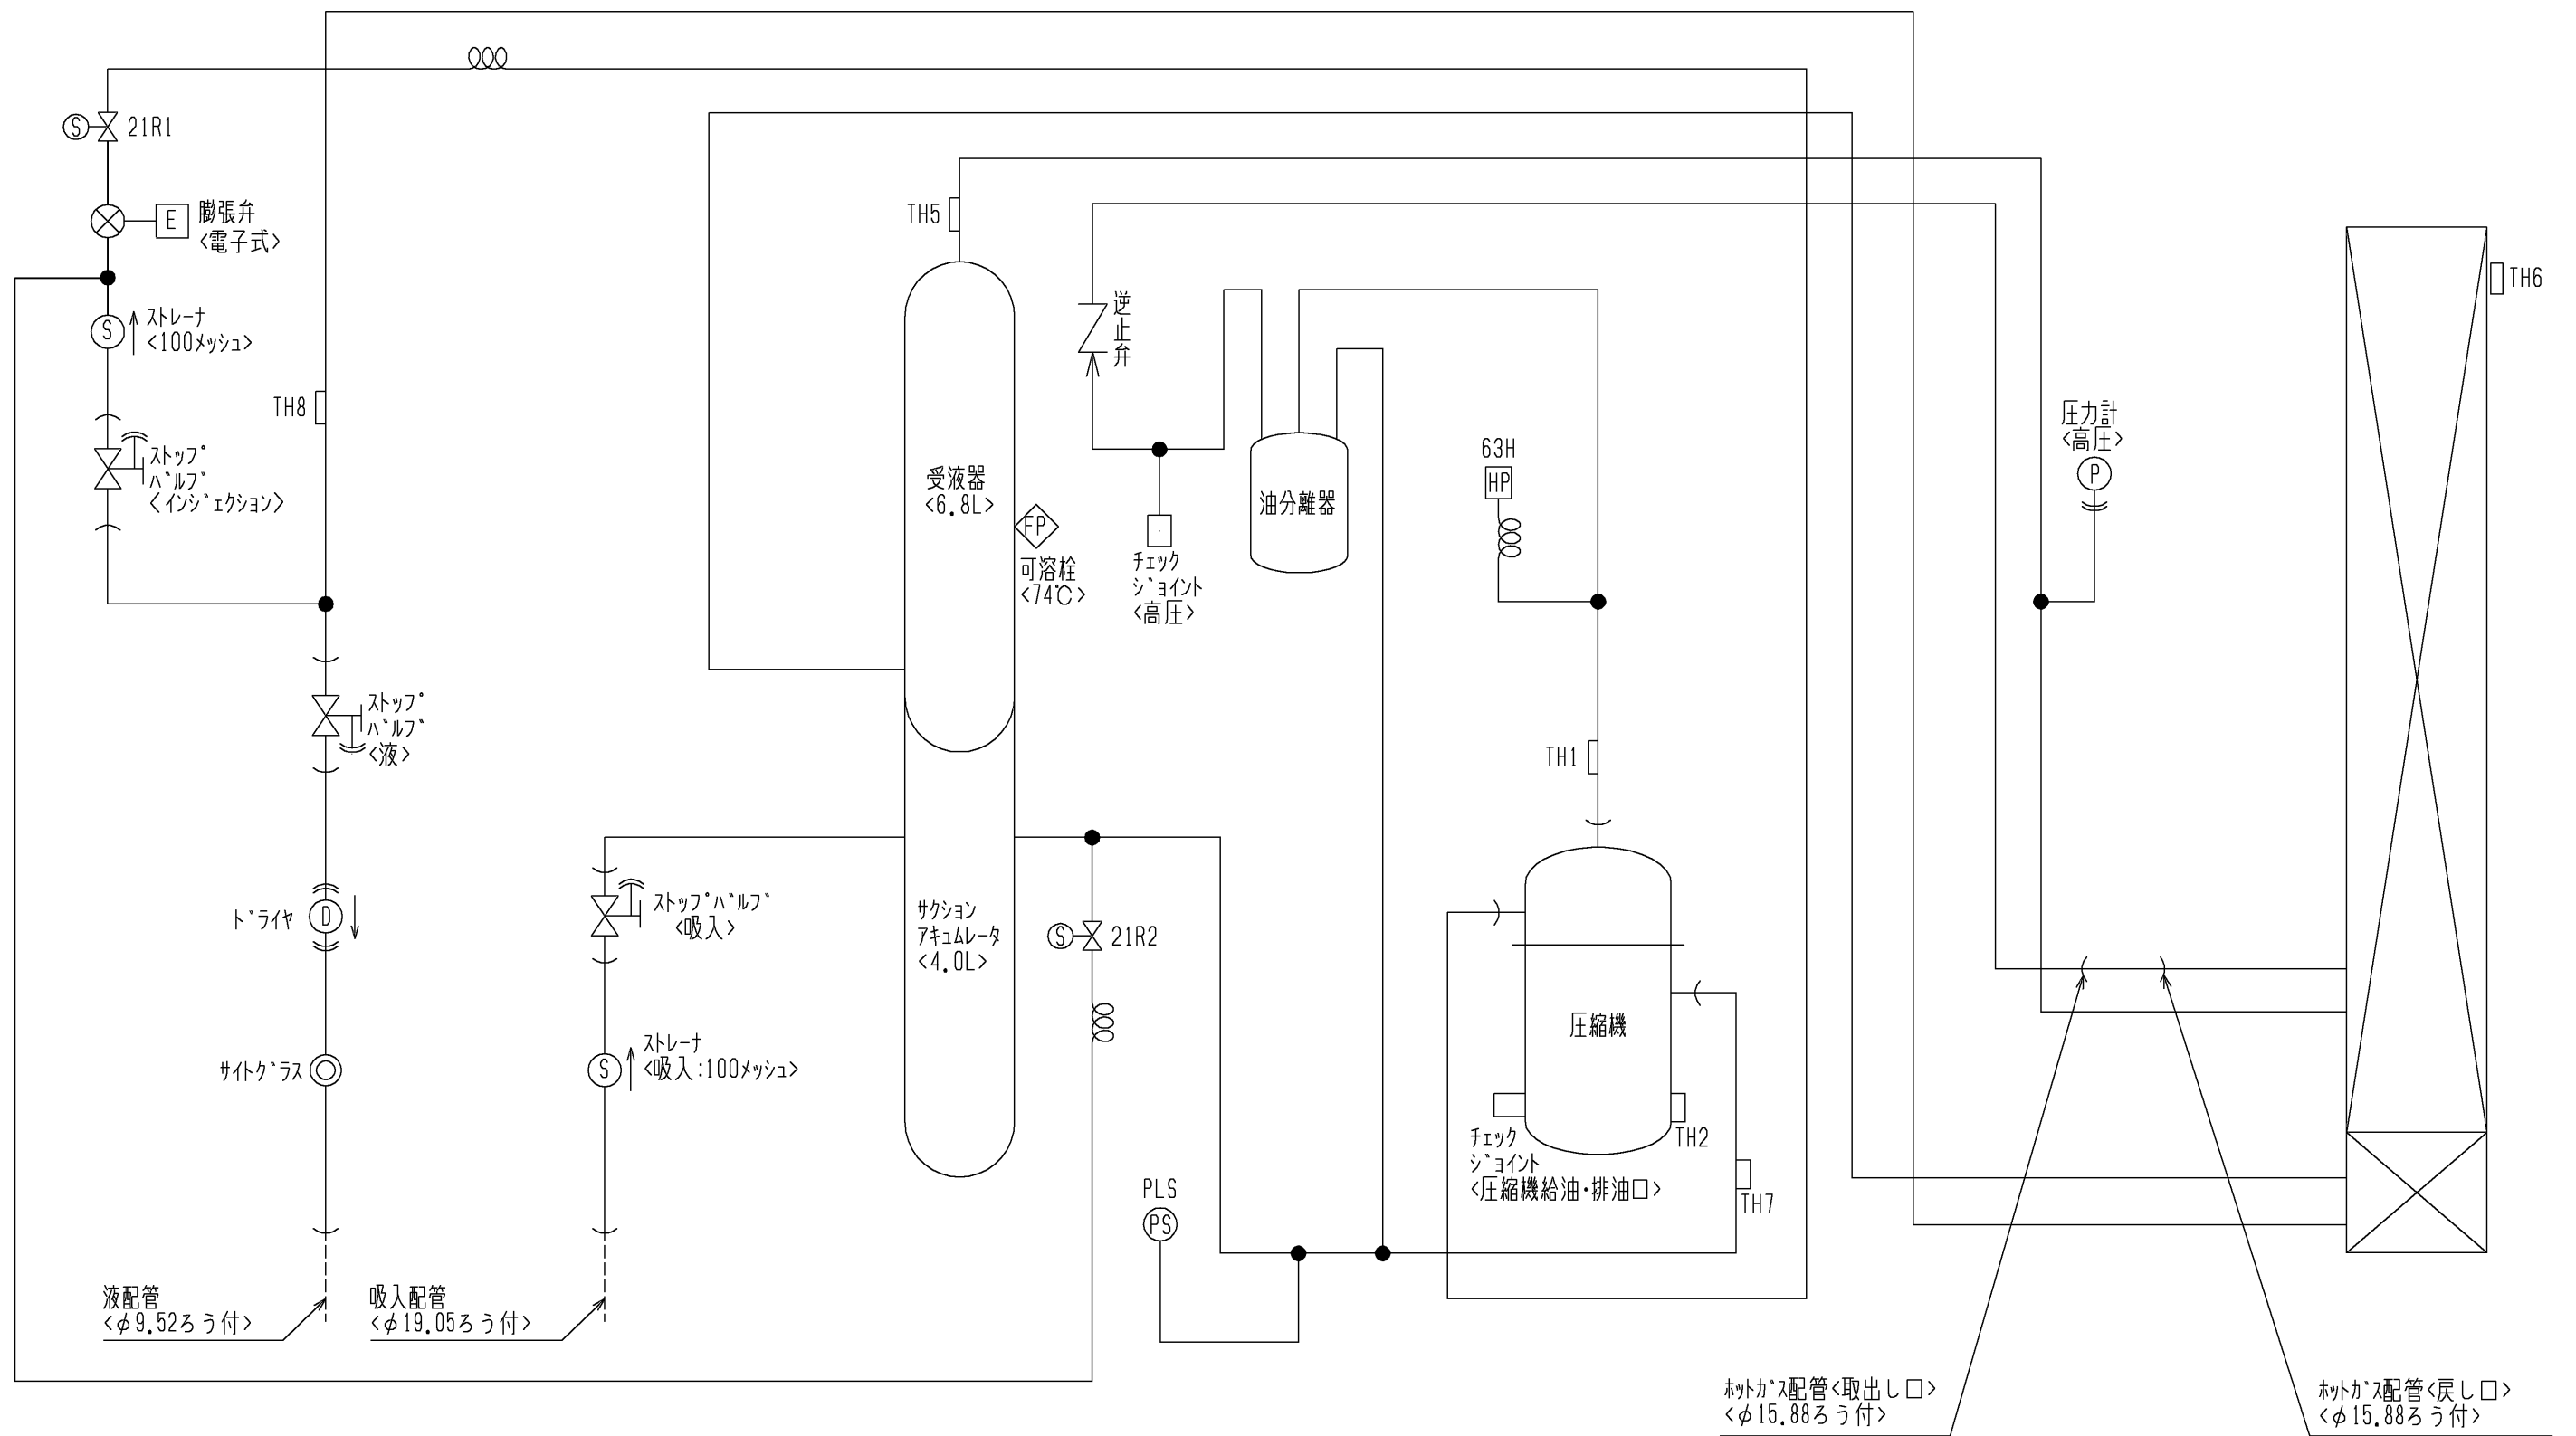 S
21R1
E
膨張弁
<電子式>
S
ｽﾄﾚｰﾅ
<100ﾒｯｼｭ>
ｽﾄｯﾌﾟ
ﾊﾞﾙﾌﾞ
<ｲﾝｼﾞｪｸｼｮﾝ>
TH8
ｽﾄｯﾌﾟ
ﾊﾞﾙﾌﾞ
<液>
ﾄﾞﾗｲﾔ
D
ｻｲﾄｸﾞﾗｽ
液配管
<φ9.52ろう付>
ｽﾄｯﾌﾟﾊﾞﾙﾌﾞ
<吸入>
S
ｽﾄﾚｰﾅ
<吸入:100ﾒｯｼｭ>
吸入配管
<φ19.05ろう付>
TH5
受液器
<6.8L>
FP
可溶栓
<74℃>
ｻｸｼｮﾝ
ｱｷｭﾑﾚｰﾀ
<4.0L>
S
21R2
逆止弁
ﾁｪｯｸ
ｼﾞｮｲﾝﾄ
<高圧>
油分離器
63H
HP
TH1
圧縮機
TH2
ﾁｪｯｸ
ｼﾞｮｲﾝﾄ
<圧縮機給油・排油口>
TH7
PLS
PS
圧力計
<高圧>
P
TH6
ﾎｯﾄｶﾞｽ配管<取出し口>
<φ15.88ろう付>
ﾎｯﾄｶﾞｽ配管<戻し口>
<φ15.88ろう付>